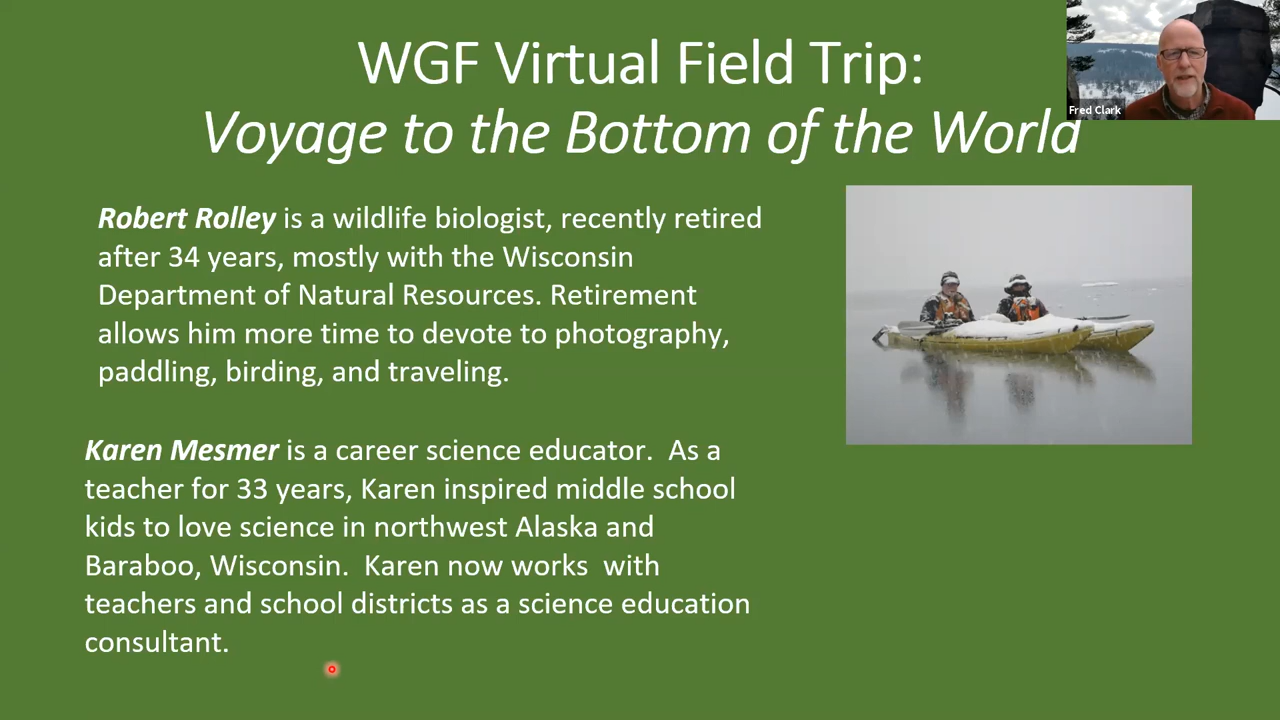 WGF Virtual Field Trip:
Voyage to the Bottom of the World
Fred Clark
Robert Rolley is a wildlife biologist, recently retired
after 34 years, mostly with the Wisconsin
Department of Natural Resources. Retirement
allows him more time to devote to photography,
paddling, birding, and traveling.
Karen Mesmer is a career science educator.  As a
teacher for 33 years, Karen inspired middle school
kids to love science in northwest Alaska and
Baraboo, Wisconsin.  Karen now works  with
teachers and school districts as a science education
consultant.